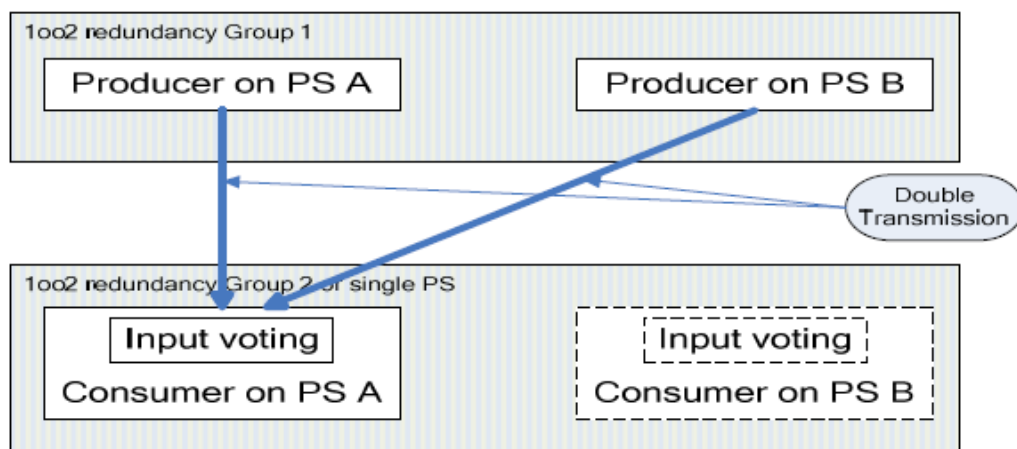 1oo2 redundancy Group 1
Producer on PS A
Producer on PS B
Double
Transmission
1oo2 redundancy Group 2 or single PS
Input voting
Consumer on PS A
Input voting
Consumer on PS B